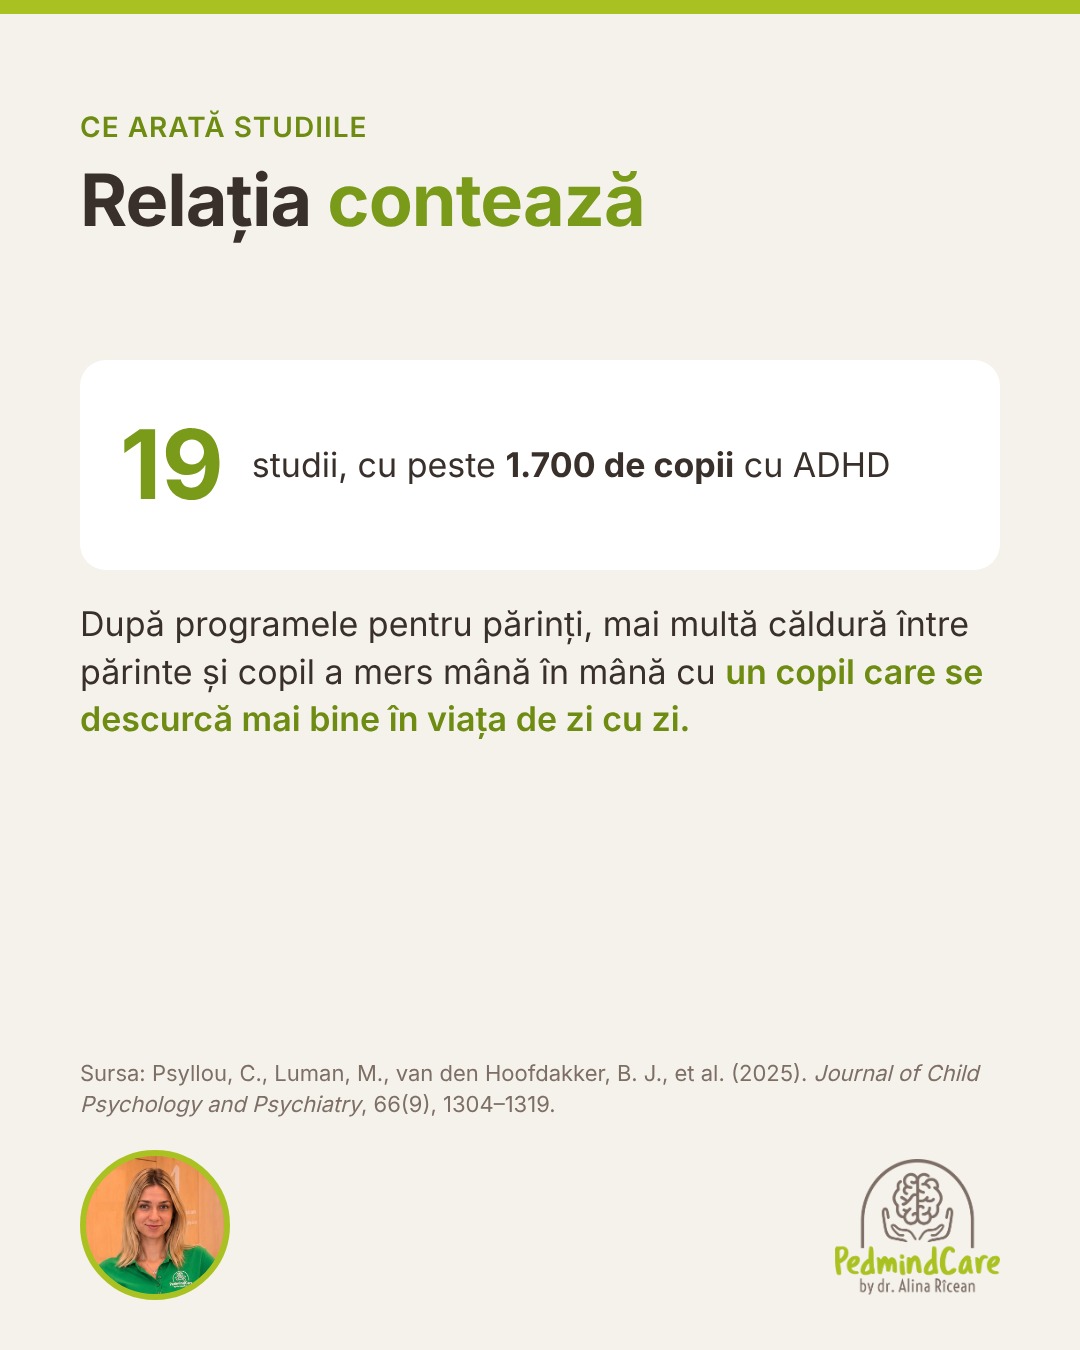 CE ARATĂ STUDIILE
Relația contează
19 studii, cu peste 1.700 de copii cu ADHD
După programele pentru părinți, mai multă căldură între
părinte și copil a mers mână în mână cu un copil care se
descurcă mai bine în viața de zi cu zi.
Sursa: Psyllou, C., Luman, M., van den Hoofdakker, B. J., et al. (2025). Journal of Child
Psychology and Psychiatry, 66(9), 1304–1319.
PedmindCare
PedmindCare
by dr. Alina Rîcean